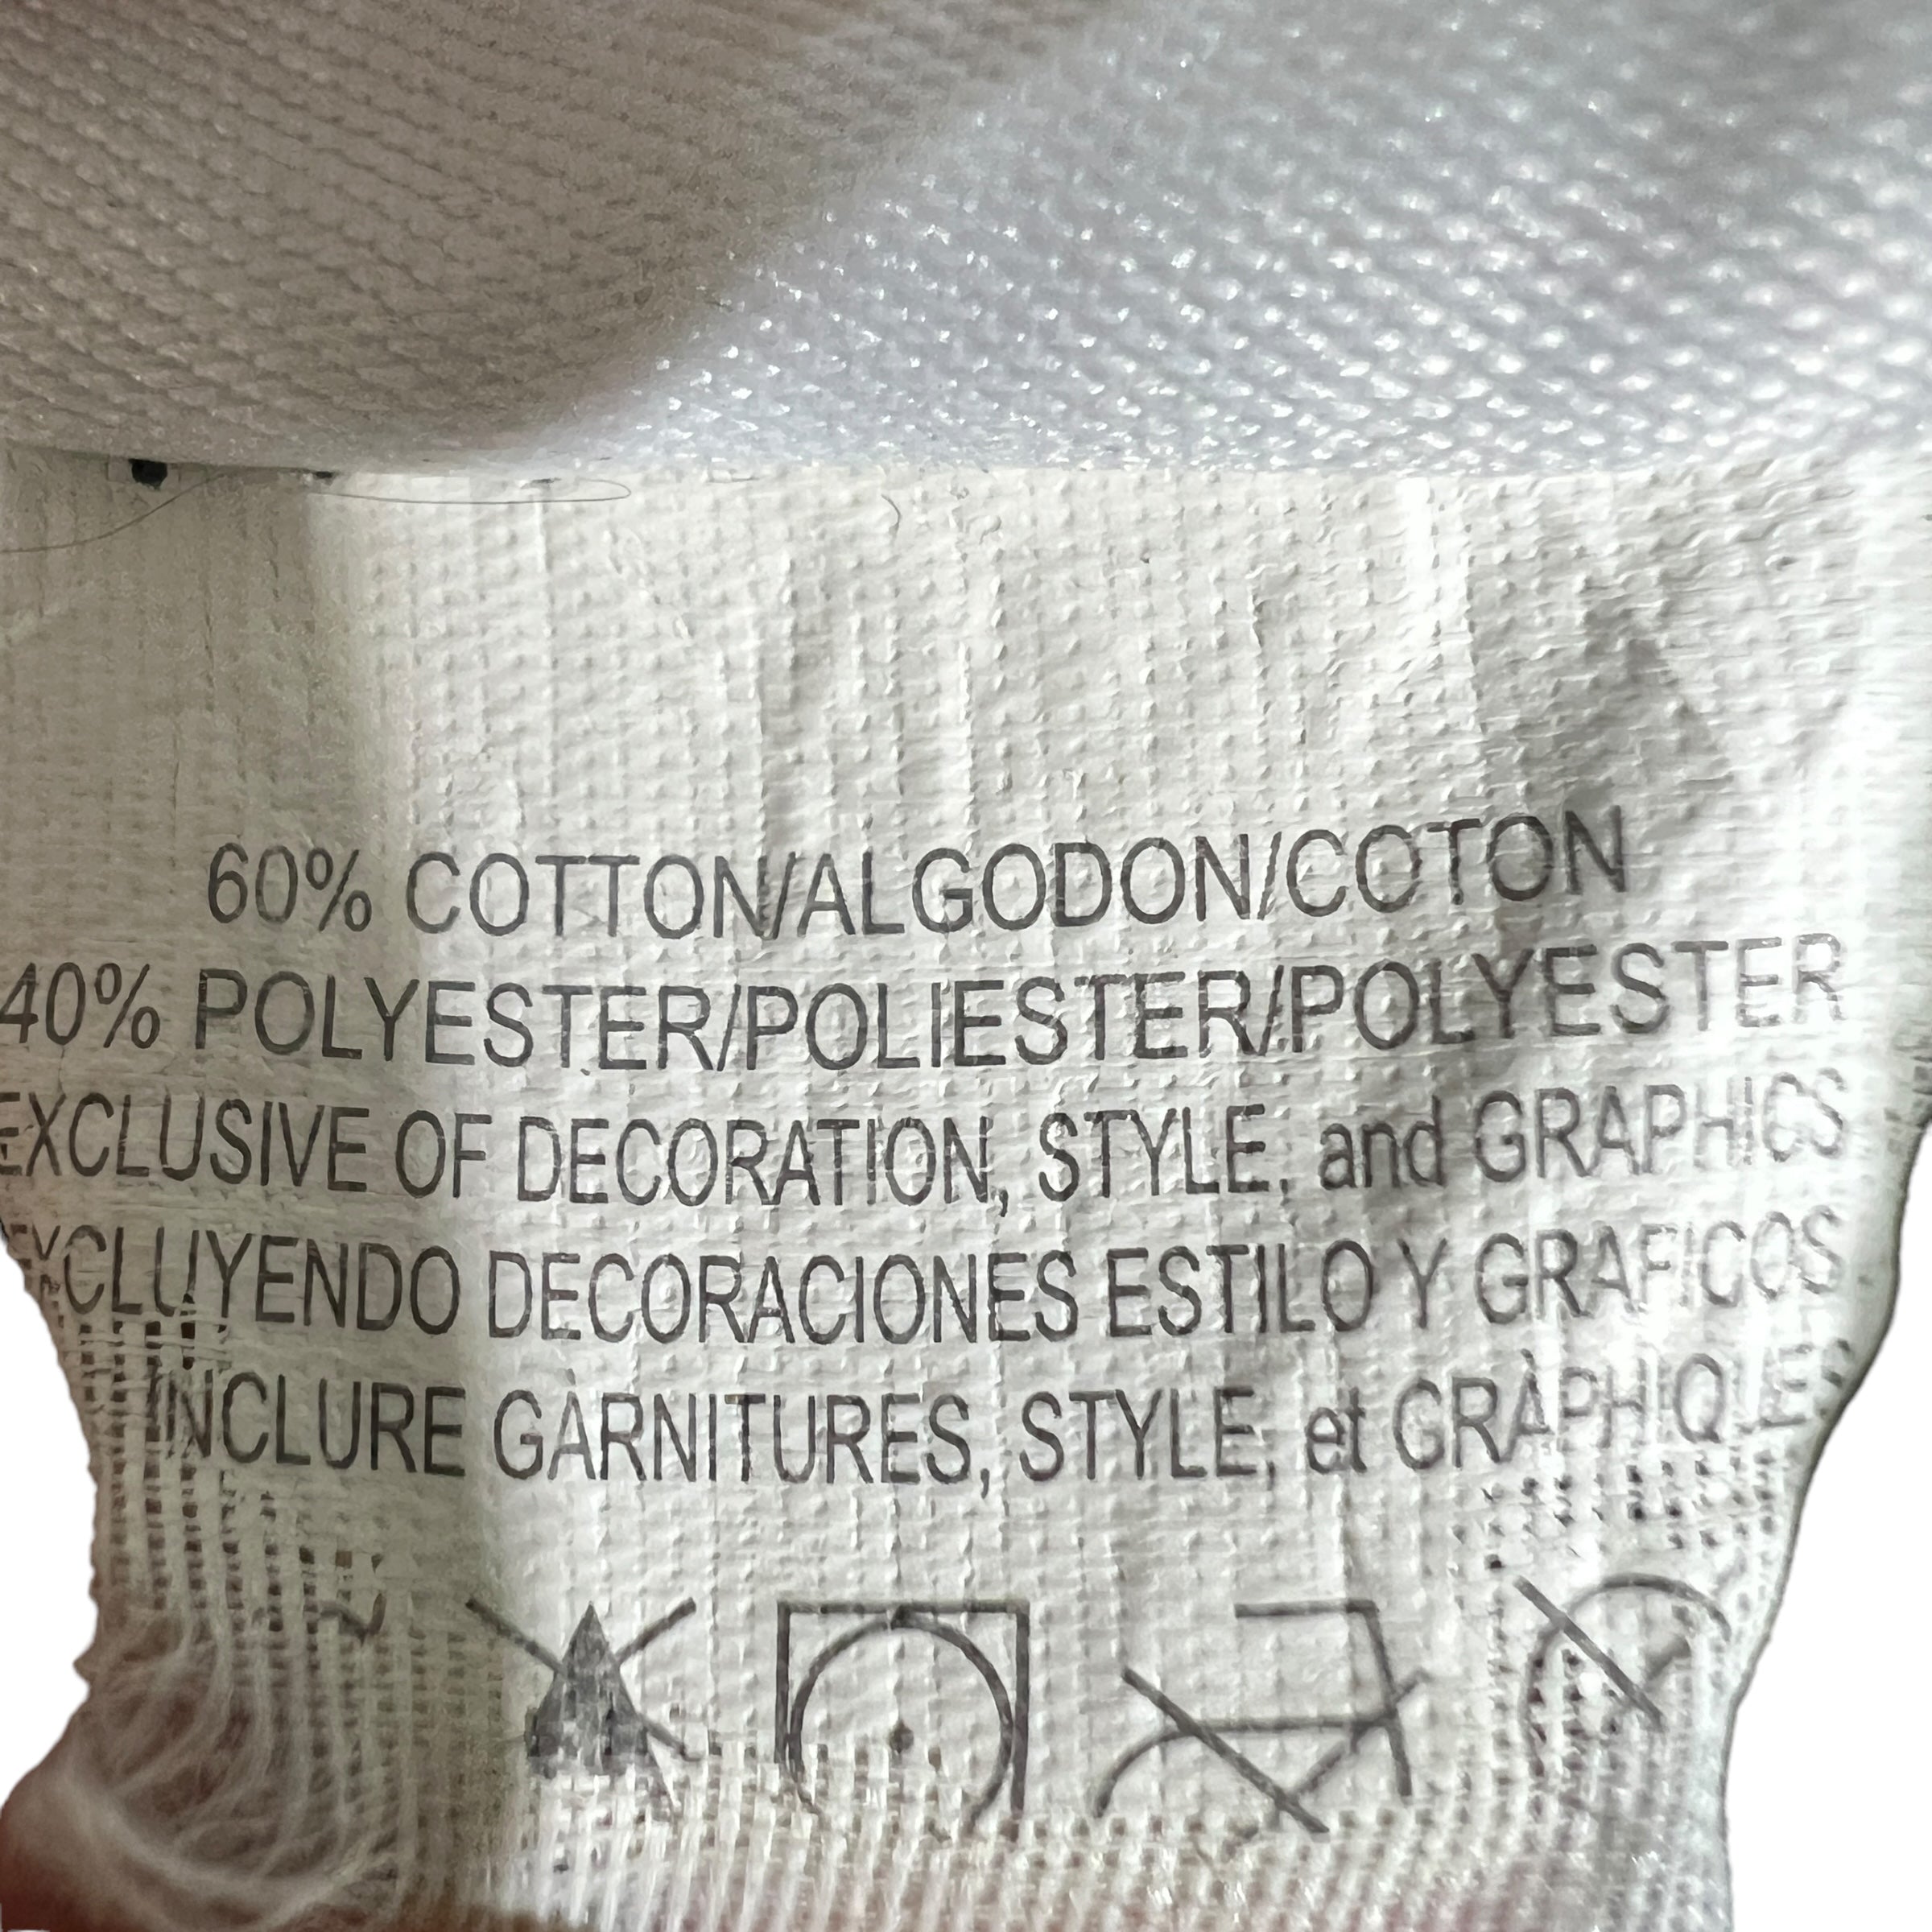 60% COTTON/ALGODON/COTON
40% POLYESTER/POLIESTER/POLYESTER
EXCLUSIVE OF DECORATION, STYLE, and GRAPHICS
EXCLUYENDO DECORACIONES ESTILO Y GRAFICOS
INCLURE GARNITURES, STYLE, et GRAPHIQUES